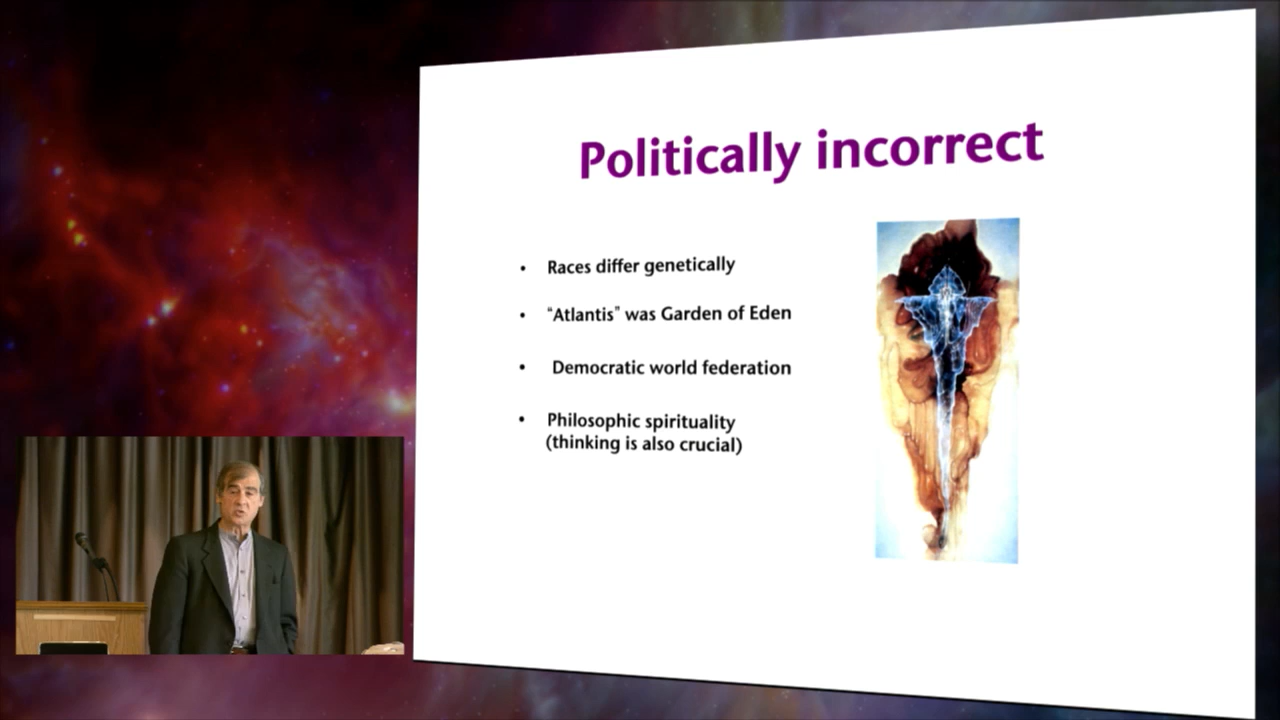 Politically incorrect
• Races differ genetically
• “Atlantis” was Garden of Eden
• Democratic world federation
• Philosophic spirituality
(thinking is also crucial)